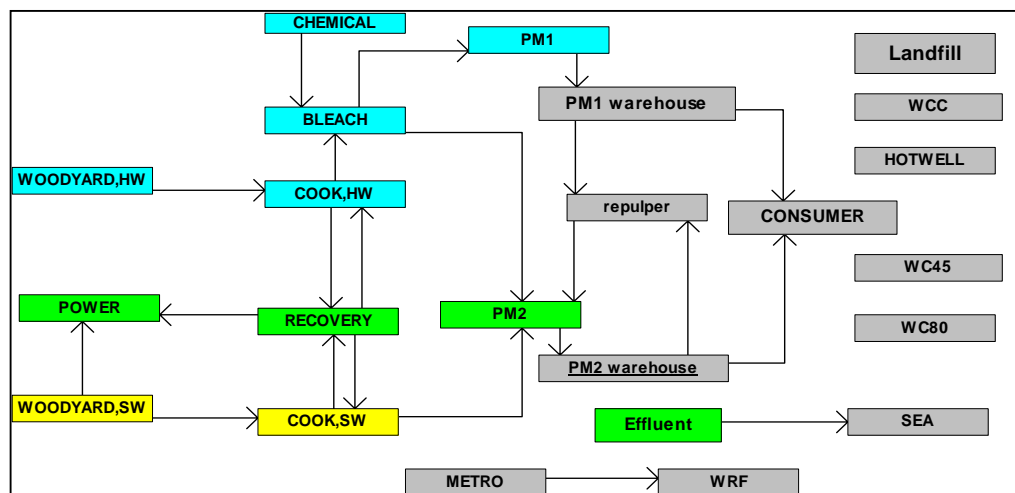 CHEMICAL
PM1
Landfill
PM1 warehouse
WCC
BLEACH
HOTWELL
WOODYARD,HW
COOK,HW
repulper
CONSUMER
WC45
POWER
RECOVERY
PM2
WC80
PM2 warehouse
WOODYARD,SW
COOK,SW
Effluent
SEA
METRO
WRF